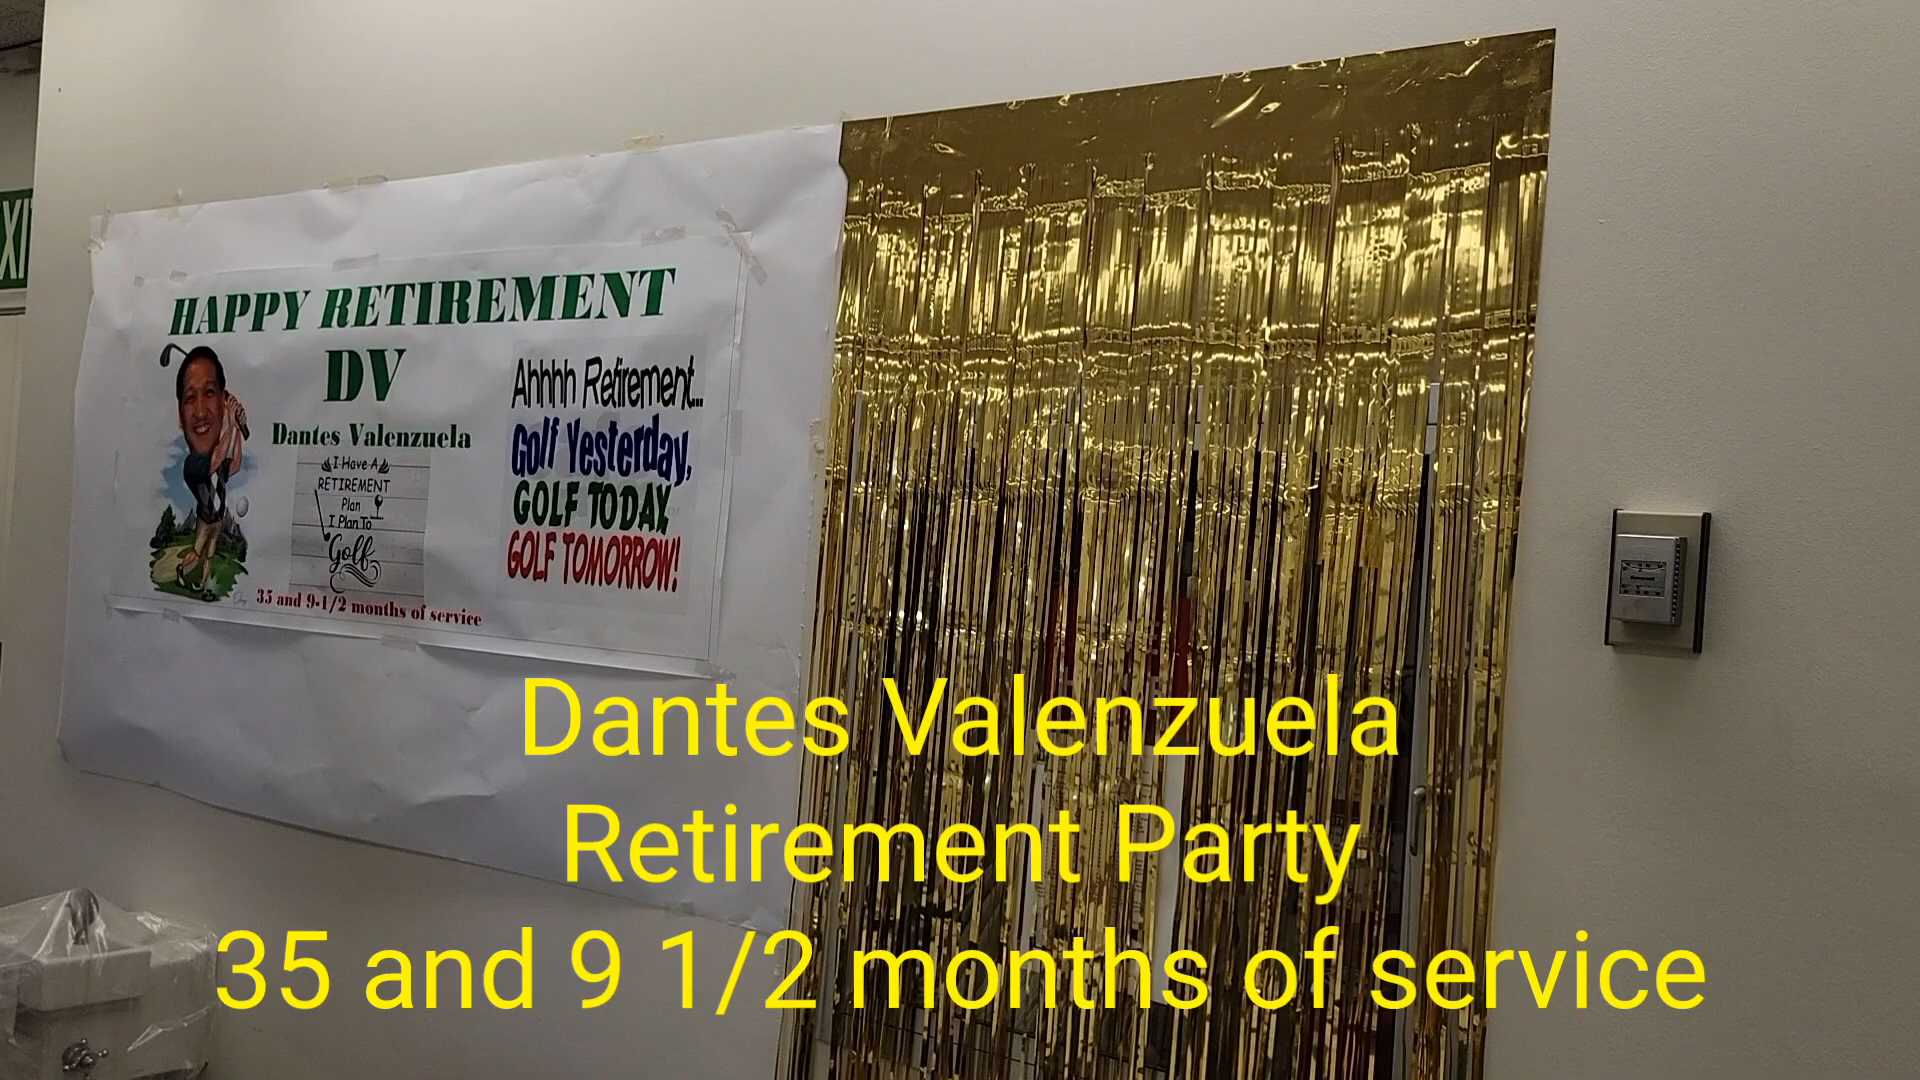 EXI
HAPPY RETIREMENT
DV
Dantes Valenzuela
I Have A
RETIREMENT
Plan
I Plan To
Golf
35 and 9-1/2 months of service
Ahhhh Retirement...
Golf Yesterday,
GOLF TODAY,
GOLF TOMORROW!
Dantes Valenzuela
Retirement Party
35 and 9 1/2 months of service